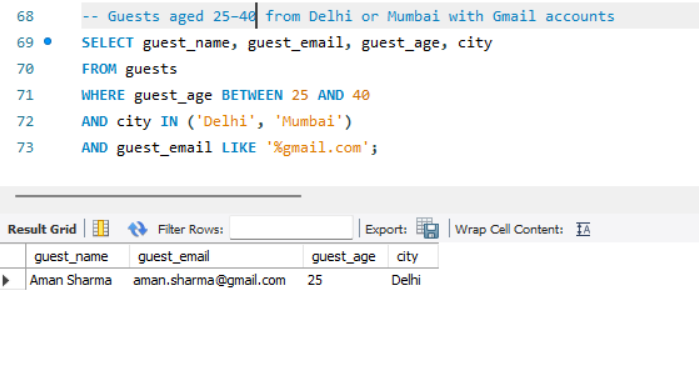 68 -- Guests aged 25–40 from Delhi or Mumbai with Gmail accounts
69 SELECT guest_name, guest_email, guest_age, city
70 FROM guests
71 WHERE guest_age BETWEEN 25 AND 40
72 AND city IN ('Delhi', 'Mumbai')
73 AND guest_email LIKE '%gmail.com';
Result Grid Filter Rows: Export: Wrap Cell Content: IA
guest_name guest_email guest_age city
Aman Sharma aman.sharma@gmail.com 25 Delhi